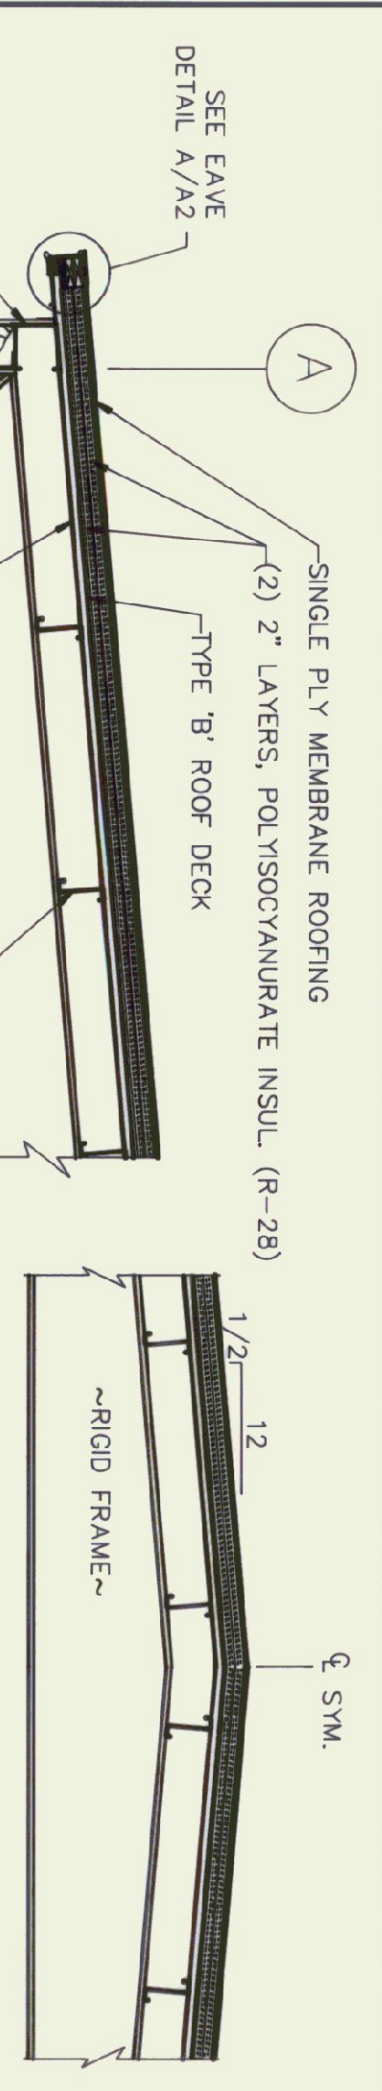 SEE EAVE
DETAIL A/A2
A
SINGLE PLY MEMBRANE ROOFING
(2) 2" LAYERS, POLYISOCYANURATE INSUL. (R-28)
TYPE 'B' ROOF DECK
1/2
12
℄ SYM.
~RIGID FRAME~